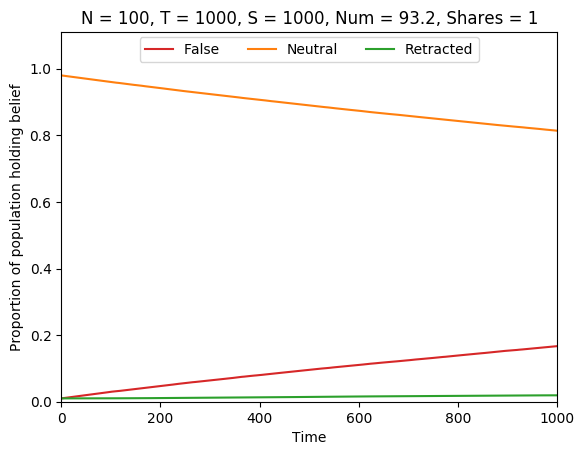 N = 100, T = 1000, S = 1000, Num = 93.2, Shares = 1
False Neutral Retracted
Proportion of population holding belief
1.0
0.8
0.6
0.4
0.2
0.0
0 200 400 600 800 1000
Time